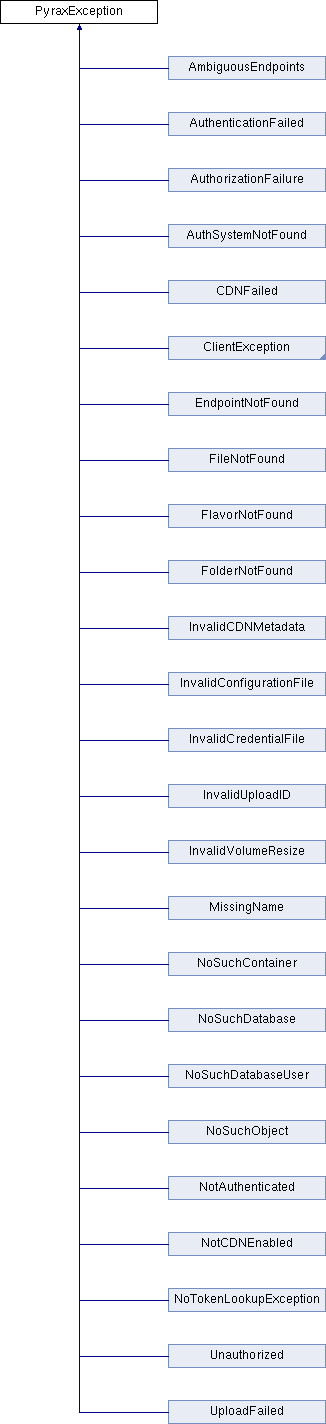 PyraxException
AmbiguousEndpoints
AuthenticationFailed
AuthorizationFailure
AuthSystemNotFound
CDNFailed
ClientException
EndpointNotFound
FileNotFound
FlavorNotFound
FolderNotFound
InvalidCDNMetadata
InvalidConfigurationFile
InvalidCredentialFile
InvalidUploadID
InvalidVolumeResize
MissingName
NoSuchContainer
NoSuchDatabase
NoSuchDatabaseUser
NoSuchObject
NotAuthenticated
NotCDNEnabled
NoTokenLookupException
Unauthorized
UploadFailed